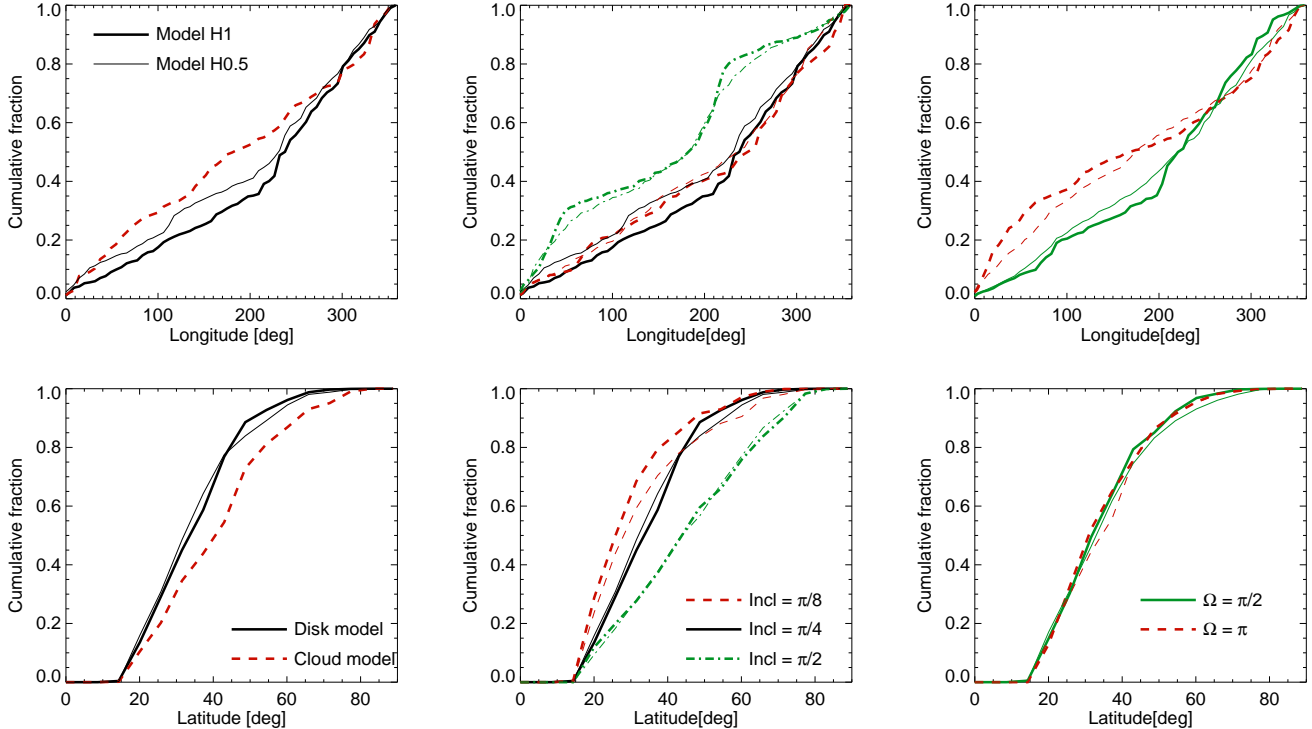 1.0
0.8
0.6
0.4
0.2
0.0
Cumulative fraction
Model H1
Model H0.5
0 100 200 300
Longitude [deg]
1.0
0.8
0.6
0.4
0.2
0.0
Cumulative fraction
0 100 200 300
Longitude[deg]
1.0
0.8
0.6
0.4
0.2
0.0
Cumulative fraction
0 100 200 300
Longitude[deg]
1.0
0.8
0.6
0.4
0.2
0.0
Cumulative fraction
Disk model
Cloud model
0 20 40 60 80
Latitude [deg]
1.0
0.8
0.6
0.4
0.2
0.0
Cumulative fraction
Incl = π/8
Incl = π/4
Incl = π/2
0 20 40 60 80
Latitude[deg]
1.0
0.8
0.6
0.4
0.2
0.0
Cumulative fraction
Ω = π/2
Ω = π
0 20 40 60 80
Latitude[deg]